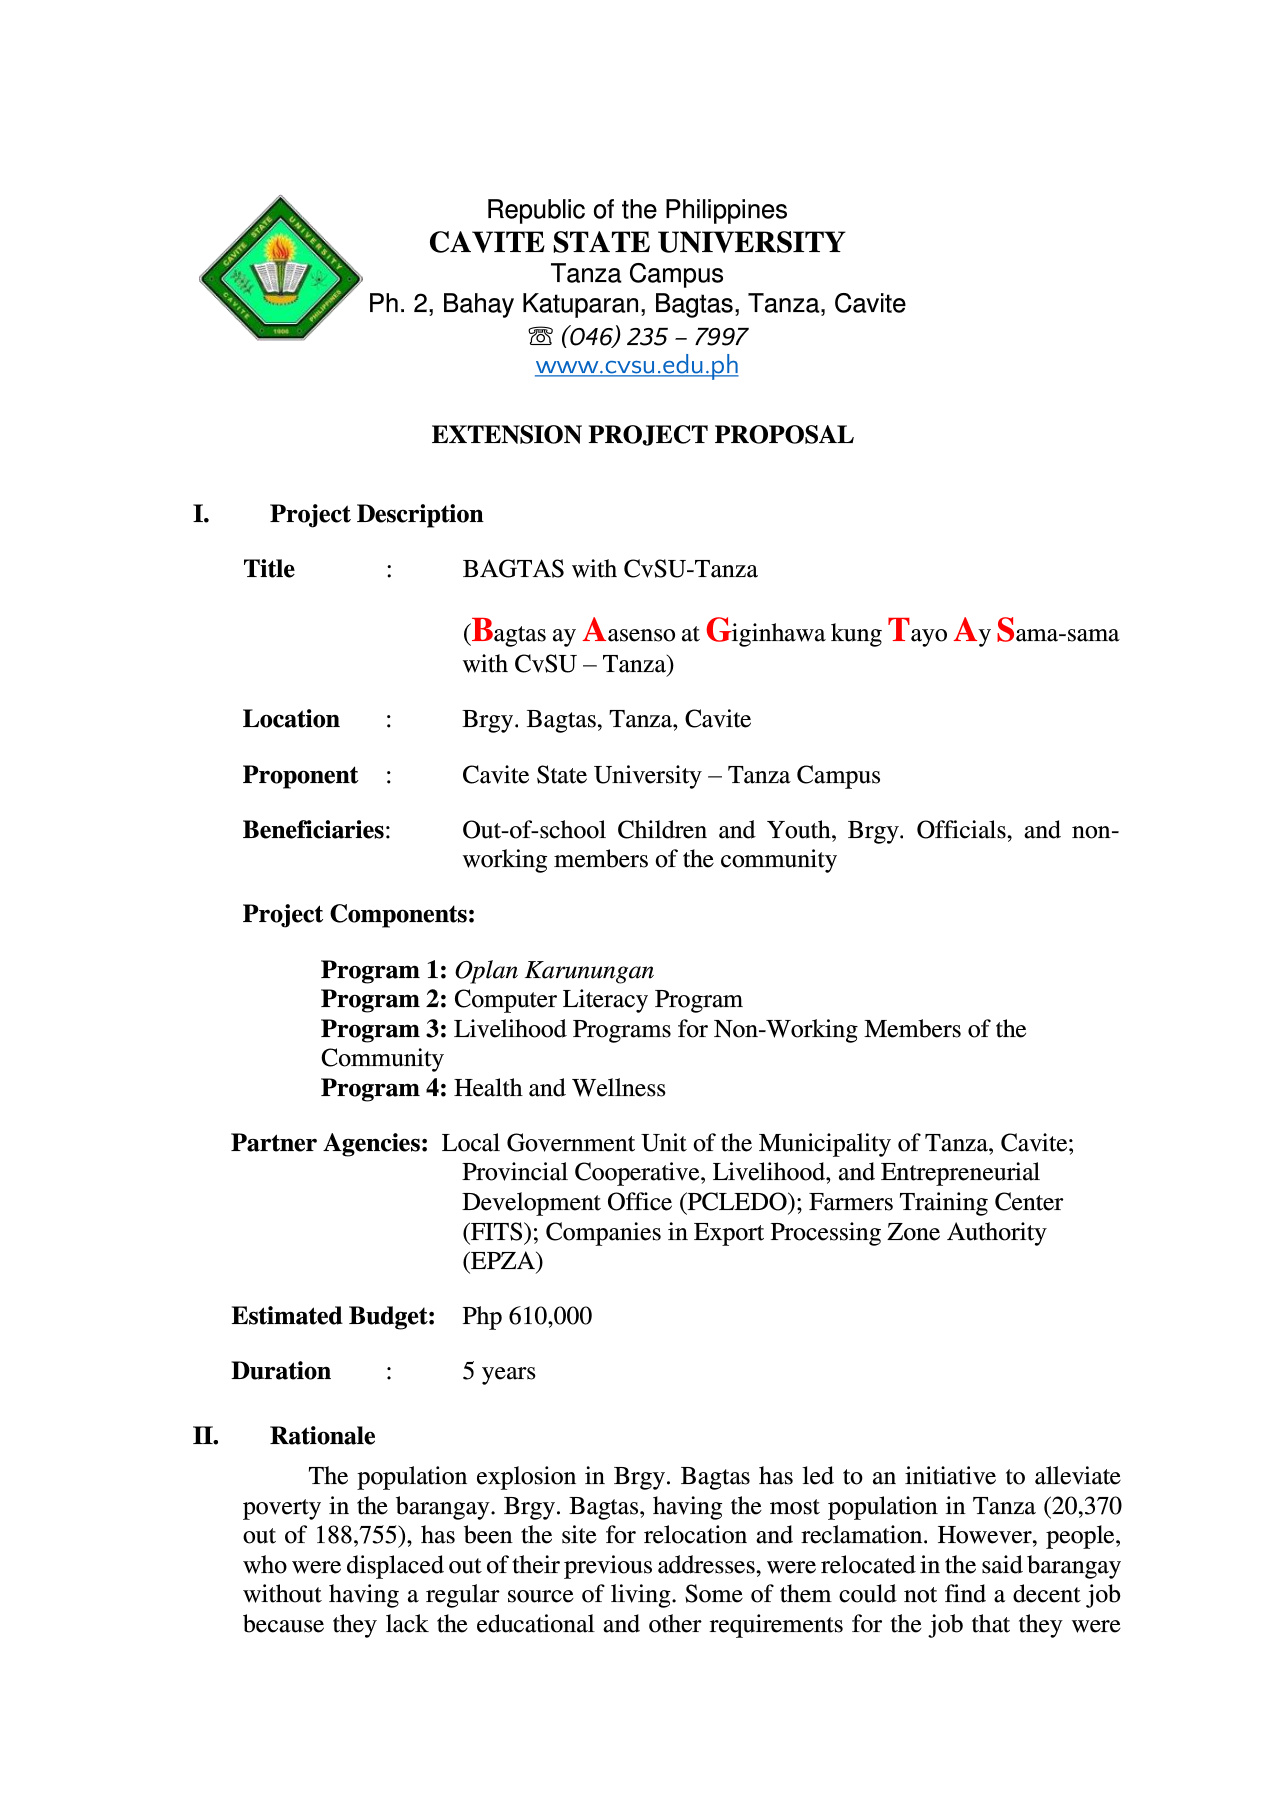 Republic of the Philippines
CAVITE STATE UNIVERSITY
Tanza Campus
Ph. 2, Bahay Katuparan, Bagtas, Tanza, Cavite
☏ (046) 235 – 7997
www.cvsu.edu.ph
CAVITE STATE UNIVERSITY
CAVITE PHILIPPINES
1906
EXTENSION PROJECT PROPOSAL
I. Project Description
Title : BAGTAS with CvSU-Tanza
(Bagtas ay Aasenso at Giginhawa kung Tayo Ay Sama-sama
with CvSU – Tanza)
Location : Brgy. Bagtas, Tanza, Cavite
Proponent : Cavite State University – Tanza Campus
Beneficiaries: Out-of-school Children and Youth, Brgy. Officials, and non-
working members of the community
Project Components:
Program 1: Oplan Karunungan
Program 2: Computer Literacy Program
Program 3: Livelihood Programs for Non-Working Members of the
Community
Program 4: Health and Wellness
Partner Agencies: Local Government Unit of the Municipality of Tanza, Cavite;
Provincial Cooperative, Livelihood, and Entrepreneurial
Development Office (PCLEDO); Farmers Training Center
(FITS); Companies in Export Processing Zone Authority
(EPZA)
Estimated Budget: Php 610,000
Duration : 5 years
II. Rationale
The population explosion in Brgy. Bagtas has led to an initiative to alleviate
poverty in the barangay. Brgy. Bagtas, having the most population in Tanza (20,370
out of 188,755), has been the site for relocation and reclamation. However, people,
who were displaced out of their previous addresses, were relocated in the said barangay
without having a regular source of living. Some of them could not find a decent job
because they lack the educational and other requirements for the job that they were